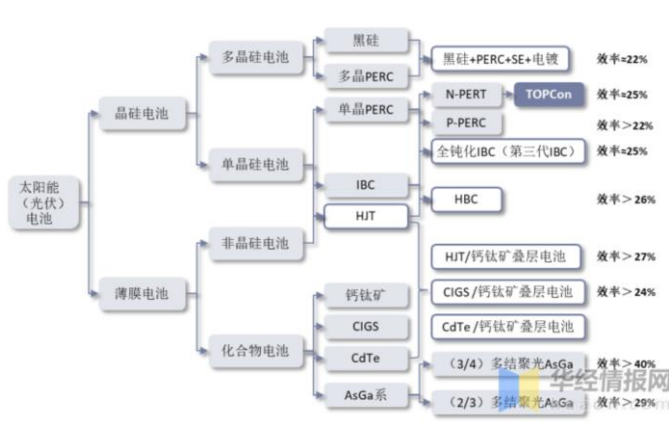 黑硅
多晶硅电池
黑硅+PERC+SE+电镀
效率≈22%
多晶PERC
N-PERT
TOPCon
效率≈25%
晶硅电池
单晶PERC
P-PERC
效率＞22%
单晶硅电池
全钝化IBC（第三代IBC）
效率≈25%
太阳能
（光伏）
电池
IBC
HBC
效率＞26%
HJT
非晶硅电池
HJT/钙钛矿叠层电池
效率＞27%
薄膜电池
钙钛矿
CIGS/钙钛矿叠层电池
效率＞24%
CIGS
CdTe/钙钛矿叠层电池
化合物电池
CdTe
（3/4）多结聚光AsGa
效率＞40%
AsGa系
（2/3）多结聚光AsGa
效率＞29%
华经情报网